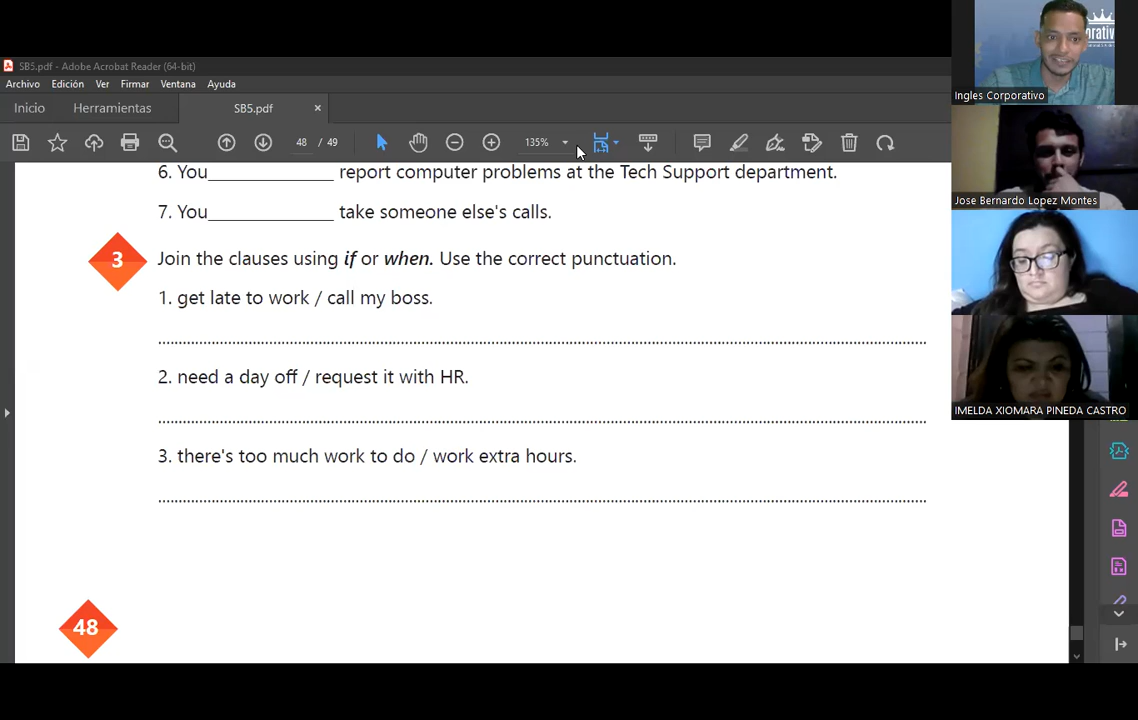 SB5.pdf - Adobe Acrobat Reader (64-bit)
Archivo Edición Ver Firmar Ventana Ayuda
Inicio Herramientas SB5.pdf ×
48 / 49 135%
6. You______________ report computer problems at the Tech Support department.
7. You______________ take someone else's calls.
3 Join the clauses using if or when. Use the correct punctuation.
1. get late to work / call my boss.
2. need a day off / request it with HR.
3. there's too much work to do / work extra hours.
48
Ingles Corporativo
Jose Bernardo Lopez Montes
IMELDA XIOMARA PINEDA CASTRO